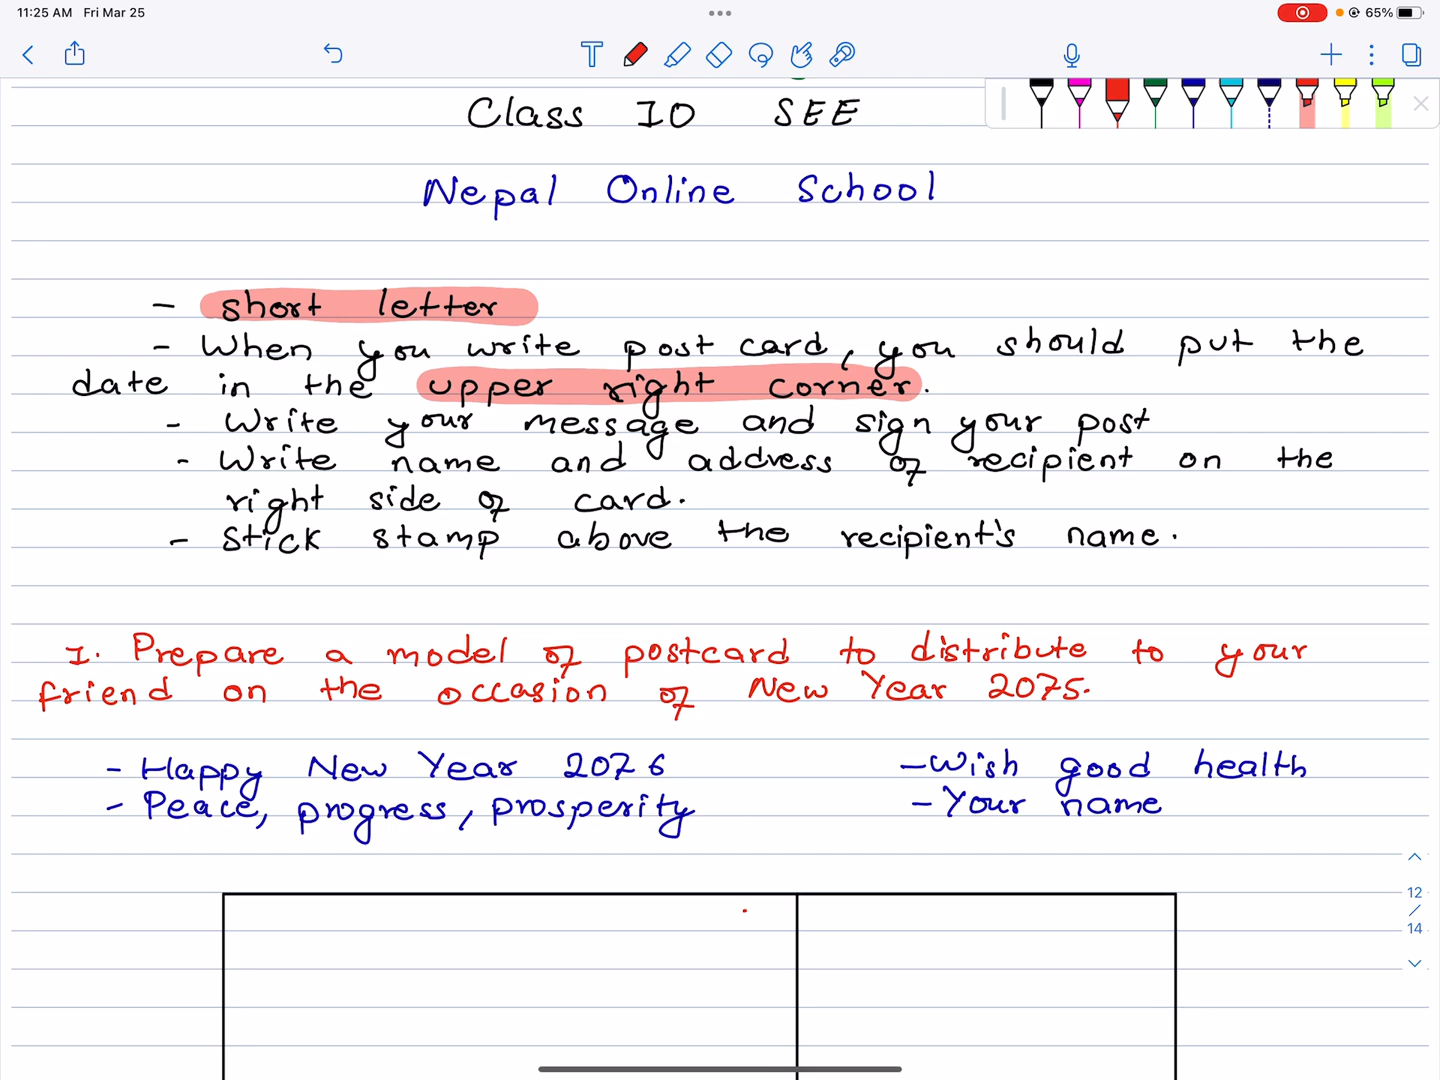 11:25 AM Fri Mar 25
65%
Class 10 SEE
Nepal Online School
- short letter
- When you write post card, you should put the
date in the upper right corner.
- Write your message and sign your post
- Write name and address of recipient on the
right side of card.
- Stick stamp above the recipient's name.
1. Prepare a model of postcard to distribute to your
friend on the occasion of New Year 2075.
- Happy New Year 2076
- Wish good health
- Peace, progress, prosperity
- Your name
12
/
14